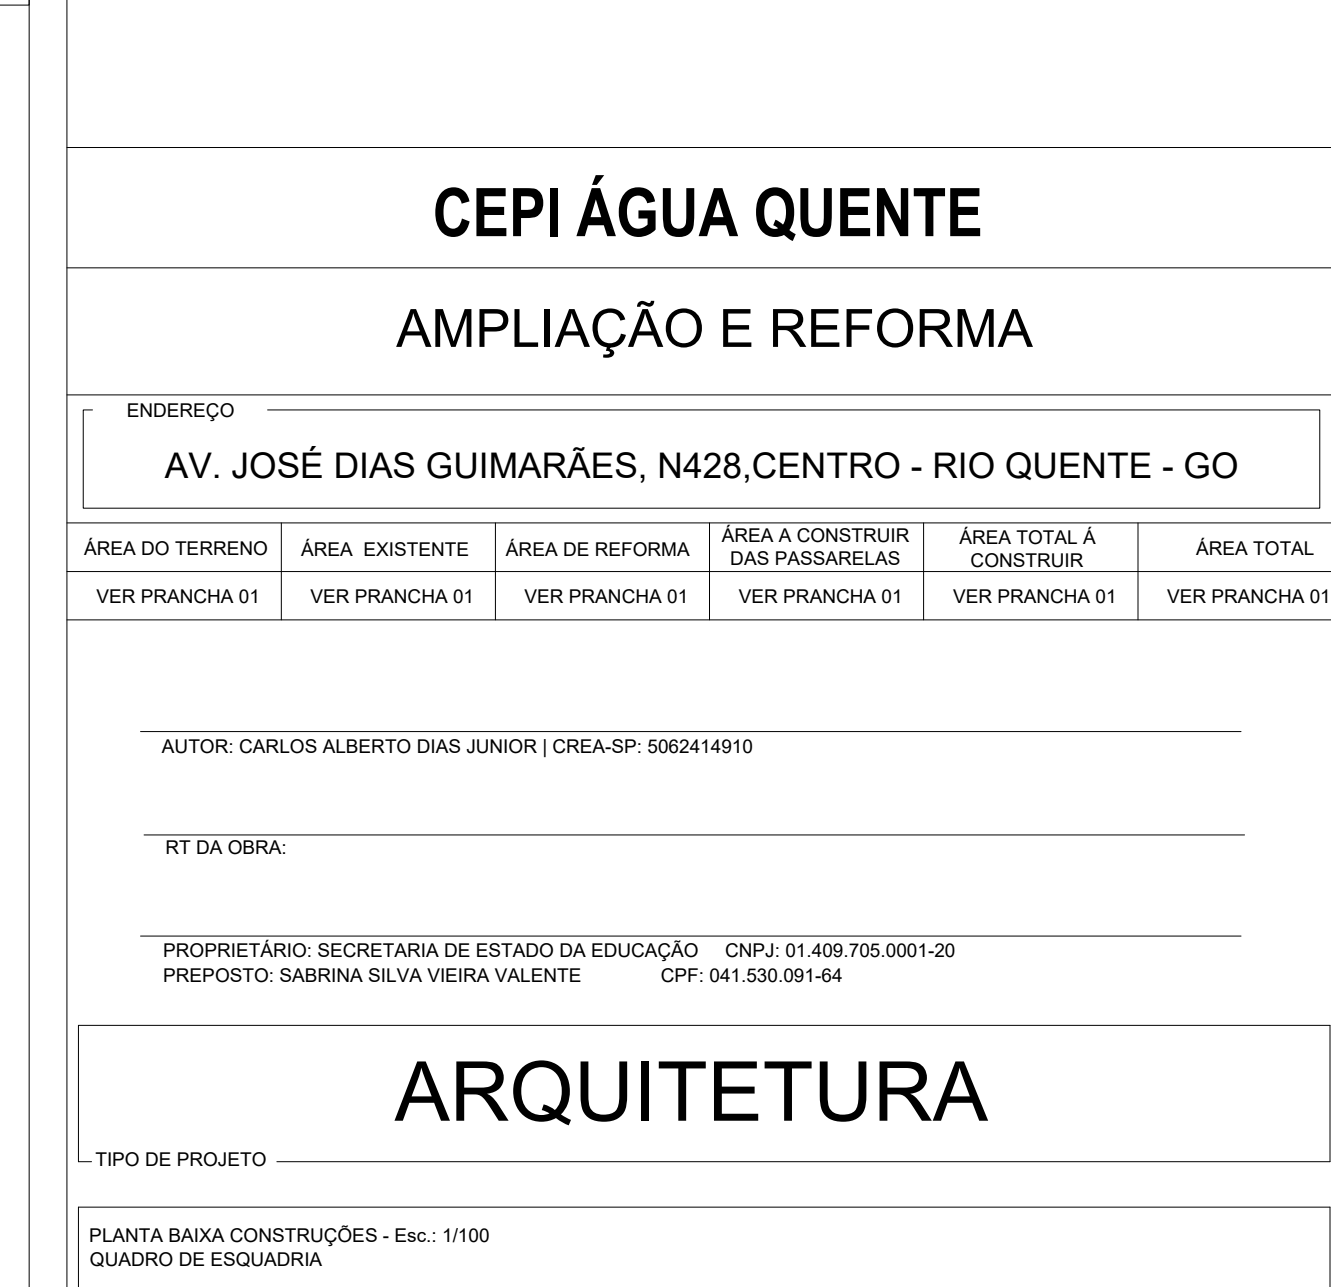 CEPI ÁGUA QUENTE
AMPLIAÇÃO E REFORMA
ENDEREÇO
AV. JOSÉ DIAS GUIMARÃES, N428,CENTRO - RIO QUENTE - GO
ÁREA DO TERRENO
ÁREA EXISTENTE
ÁREA DE REFORMA
ÁREA A CONSTRUIR
DAS PASSARELAS
ÁREA TOTAL Á
CONSTRUIR
ÁREA TOTAL
VER PRANCHA 01
VER PRANCHA 01
VER PRANCHA 01
VER PRANCHA 01
VER PRANCHA 01
VER PRANCHA 01
AUTOR: CARLOS ALBERTO DIAS JUNIOR | CREA-SP: 5062414910
RT DA OBRA:
PROPRIETÁRIO: SECRETARIA DE ESTADO DA EDUCAÇÃO CNPJ: 01.409.705.0001-20
PREPOSTO: SABRINA SILVA VIEIRA VALENTE CPF: 041.530.091-64
ARQUITETURA
TIPO DE PROJETO
PLANTA BAIXA CONSTRUÇÕES - Esc.: 1/100
QUADRO DE ESQUADRIA